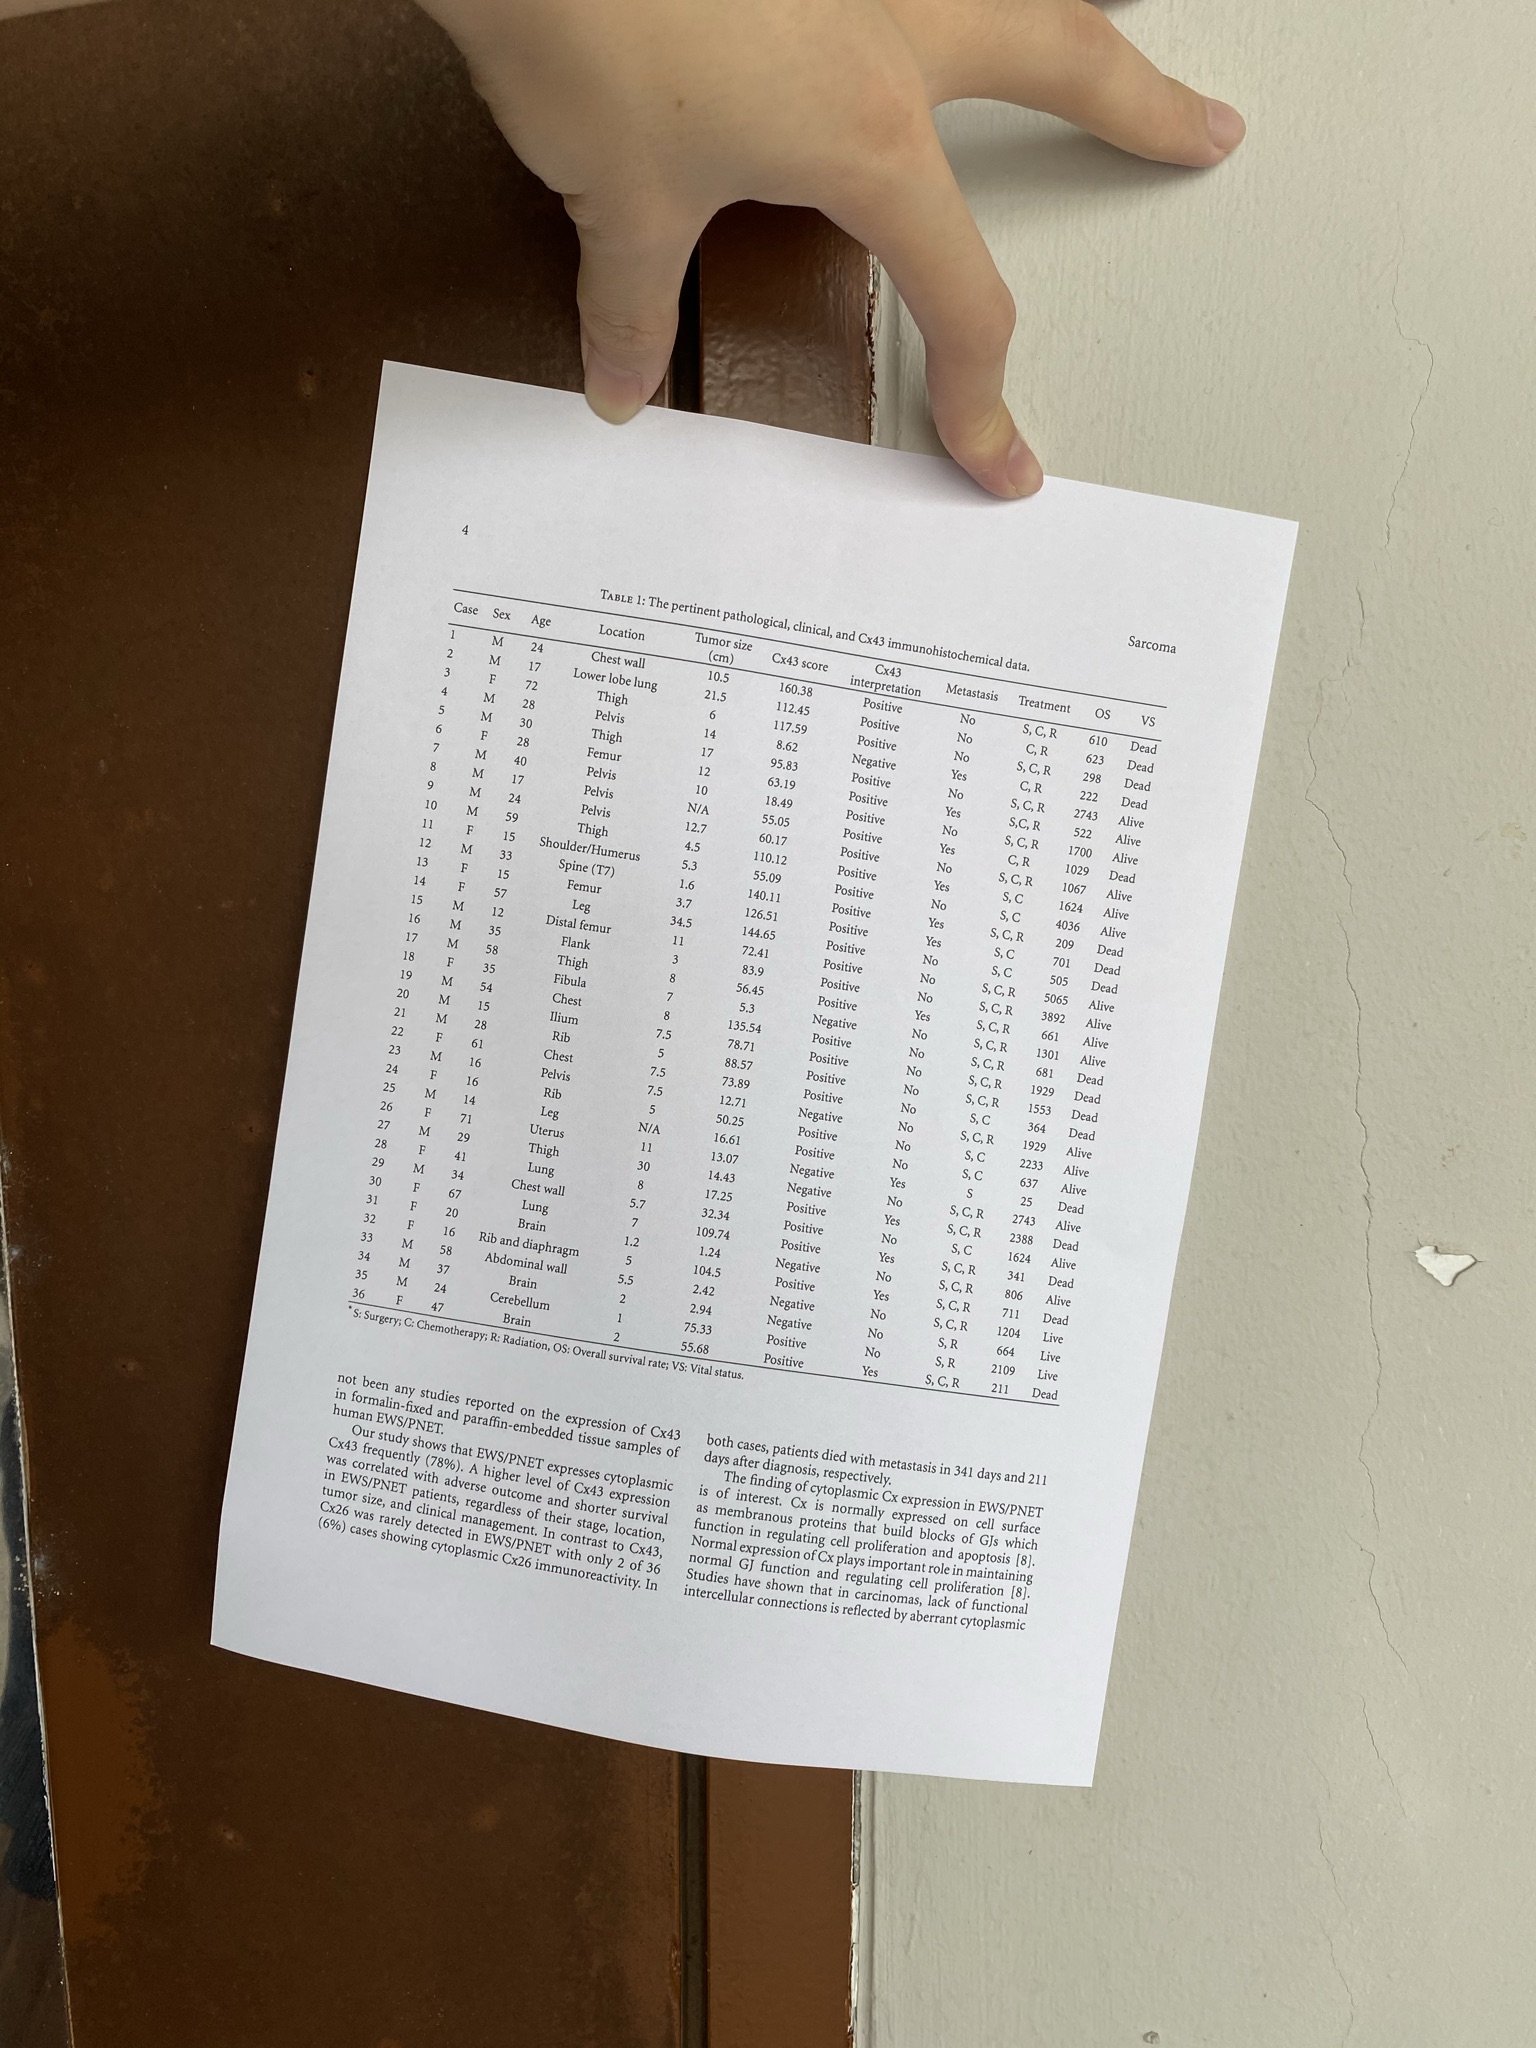 4
Sarcoma
TABLE 1: The pertinent pathological, clinical, and Cx43 immunohistochemical data.
Case Sex Age Location Tumor size (cm) Cx43 score Cx43 interpretation Metastasis Treatment OS VS
1 M 24 Chest wall 10.5 160.38 Positive No S, C, R 610 Dead
2 M 17 Lower lobe lung 21.5 112.45 Positive No C, R 623 Dead
3 F 72 Thigh 6 117.59 Positive No S, C, R 298 Dead
4 M 28 Pelvis 14 8.62 Negative Yes C, R 222 Dead
5 M 30 Thigh 17 95.83 Positive No S, C, R 2743 Alive
6 F 28 Femur 12 63.19 Positive Yes S,C, R 522 Alive
7 M 40 Pelvis 10 18.49 Positive No S, C, R 1700 Alive
8 M 17 Pelvis N/A 55.05 Positive Yes C, R 1029 Dead
9 M 24 Pelvis 12.7 60.17 Positive No S, C, R 1067 Alive
10 M 59 Thigh 4.5 110.12 Positive Yes S, C 1624 Alive
11 F 15 Shoulder/Humerus 5.3 55.09 Positive No S, C 4036 Alive
12 M 33 Spine (T7) 1.6 140.11 Positive Yes S, C, R 209 Dead
13 F 15 Femur 3.7 126.51 Positive Yes S, C 701 Dead
14 F 57 Leg 34.5 144.65 Positive No S, C 505 Dead
15 M 12 Distal femur 11 72.41 Positive No S, C, R 5065 Alive
16 M 35 Flank 3 83.9 Positive No S, C, R 3892 Alive
17 M 58 Thigh 8 56.45 Positive Yes S, C, R 661 Alive
18 F 35 Fibula 7 5.3 Negative No S, C, R 1301 Alive
19 M 54 Chest 8 135.54 Positive No S, C, R 681 Dead
20 M 15 Ilium 7.5 78.71 Positive No S, C, R 1929 Dead
21 M 28 Rib 5 88.57 Positive No S, C, R 1553 Dead
22 F 61 Chest 7.5 73.89 Positive No S, C 364 Dead
23 M 16 Pelvis 7.5 12.71 Negative No S, C, R 1929 Alive
24 F 16 Rib 5 50.25 Positive No S, C 2233 Alive
25 M 14 Leg N/A 16.61 Positive No S, C 637 Alive
26 F 71 Uterus 11 13.07 Negative Yes S 25 Dead
27 M 29 Thigh 30 14.43 Negative No S, C, R 2743 Alive
28 F 41 Lung 8 17.25 Positive Yes S, C, R 2388 Dead
29 M 34 Chest wall 5.7 32.34 Positive No S, C 1624 Alive
30 F 67 Lung 7 109.74 Positive Yes S, C, R 341 Dead
31 F 20 Brain 1.2 1.24 Negative No S, C, R 806 Alive
32 F 16 Rib and diaphragm 5 104.5 Positive Yes S, C, R 711 Dead
33 M 58 Abdominal wall 5.5 2.42 Negative No S, C, R 1204 Live
34 M 37 Brain 2 2.94 Negative No S, R 664 Live
35 M 24 Cerebellum 1 75.33 Positive No S, R 2109 Live
36 F 47 Brain 2 55.68 Positive Yes S, C, R 211 Dead
*S: Surgery; C: Chemotherapy; R: Radiation, OS: Overall survival rate; VS: Vital status.
not been any studies reported on the expression of Cx43
in formalin-fixed and paraffin-embedded tissue samples of
human EWS/PNET.
Our study shows that EWS/PNET expresses cytoplasmic
Cx43 frequently (78%). A higher level of Cx43 expression
was correlated with adverse outcome and shorter survival
in EWS/PNET patients, regardless of their stage, location,
tumor size, and clinical management. In contrast to Cx43,
Cx26 was rarely detected in EWS/PNET with only 2 of 36
(6%) cases showing cytoplasmic Cx26 immunoreactivity. In
both cases, patients died with metastasis in 341 days and 211
days after diagnosis, respectively.
The finding of cytoplasmic Cx expression in EWS/PNET
is of interest. Cx is normally expressed on cell surface
as membranous proteins that build blocks of GJs which
function in regulating cell proliferation and apoptosis [8].
Normal expression of Cx plays important role in maintaining
normal GJ function and regulating cell proliferation [8].
Studies have shown that in carcinomas, lack of functional
intercellular connections is reflected by aberrant cytoplasmic